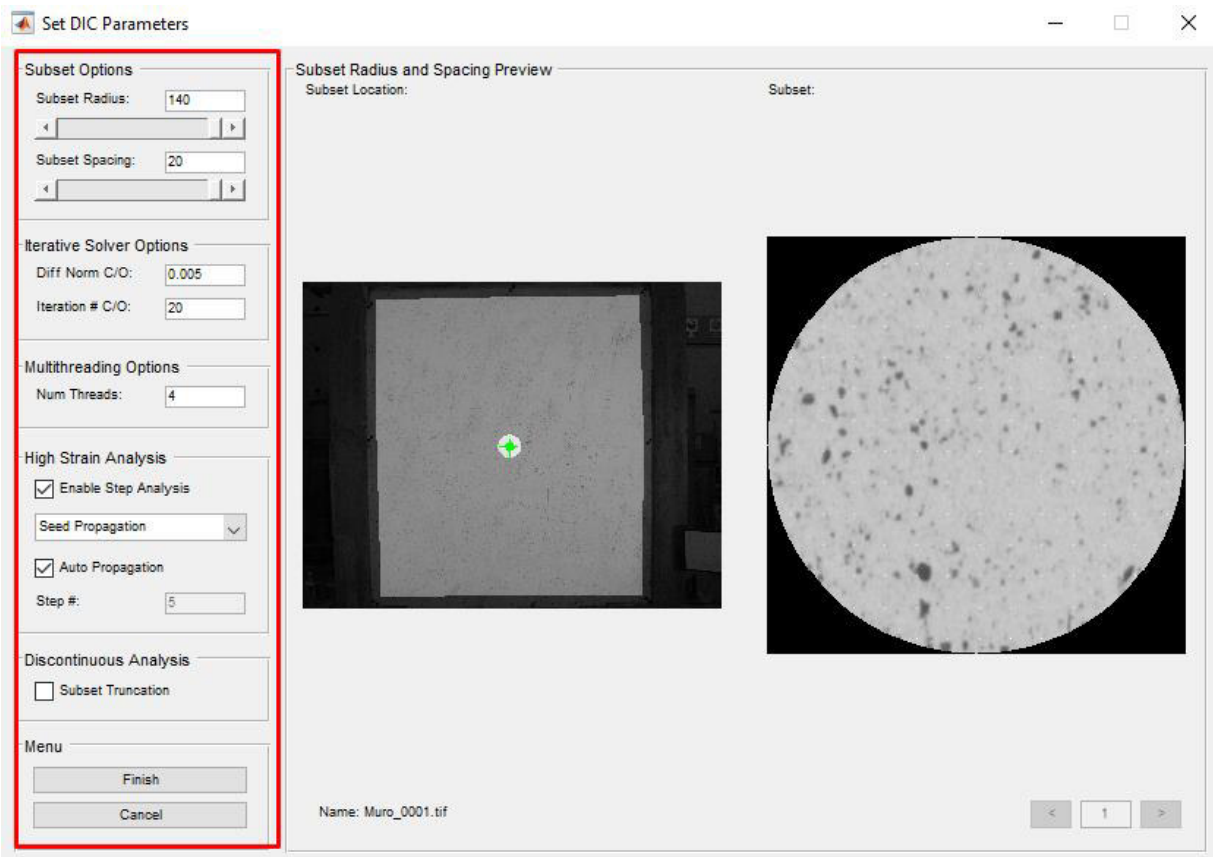 Set DIC Parameters
Subset Options
Subset Radius: 140
Subset Spacing: 20
Iterative Solver Options
Diff Norm C/O: 0.005
Iteration # C/O: 20
Multithreading Options
Num Threads: 4
High Strain Analysis
Enable Step Analysis
Seed Propagation
Auto Propagation
Step #: 5
Discontinuous Analysis
Subset Truncation
Menu
Finish
Cancel
Subset Radius and Spacing Preview
Subset Location:
Subset:
Name: Muro_0001.tif
< 1 >